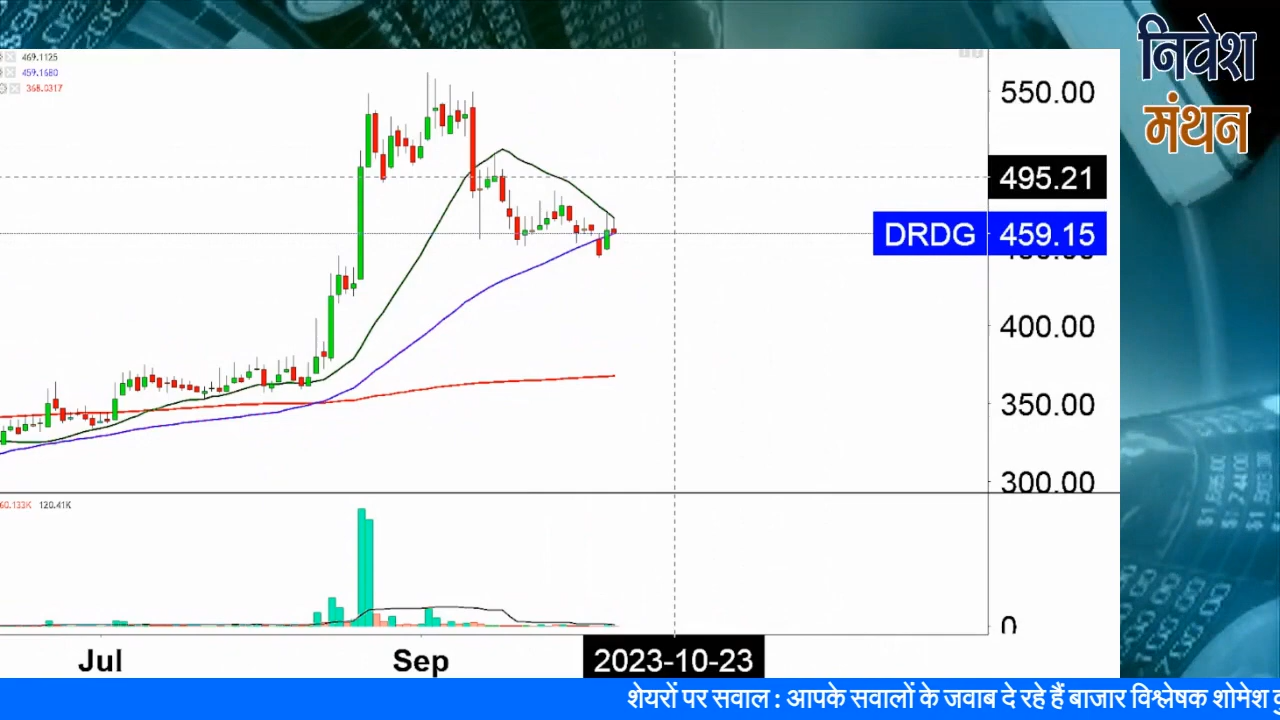 निवेश
मंथन
469.1125
459.1680
368.0317
550.00
495.21
DRDG 459.15
400.00
350.00
300.00
60.133K 120.41K
0
Jul Sep 2023-10-23
शेयरों पर सवाल : आपके सवालों के जवाब दे रहे हैं बाजार विश्लेषक शोमेश